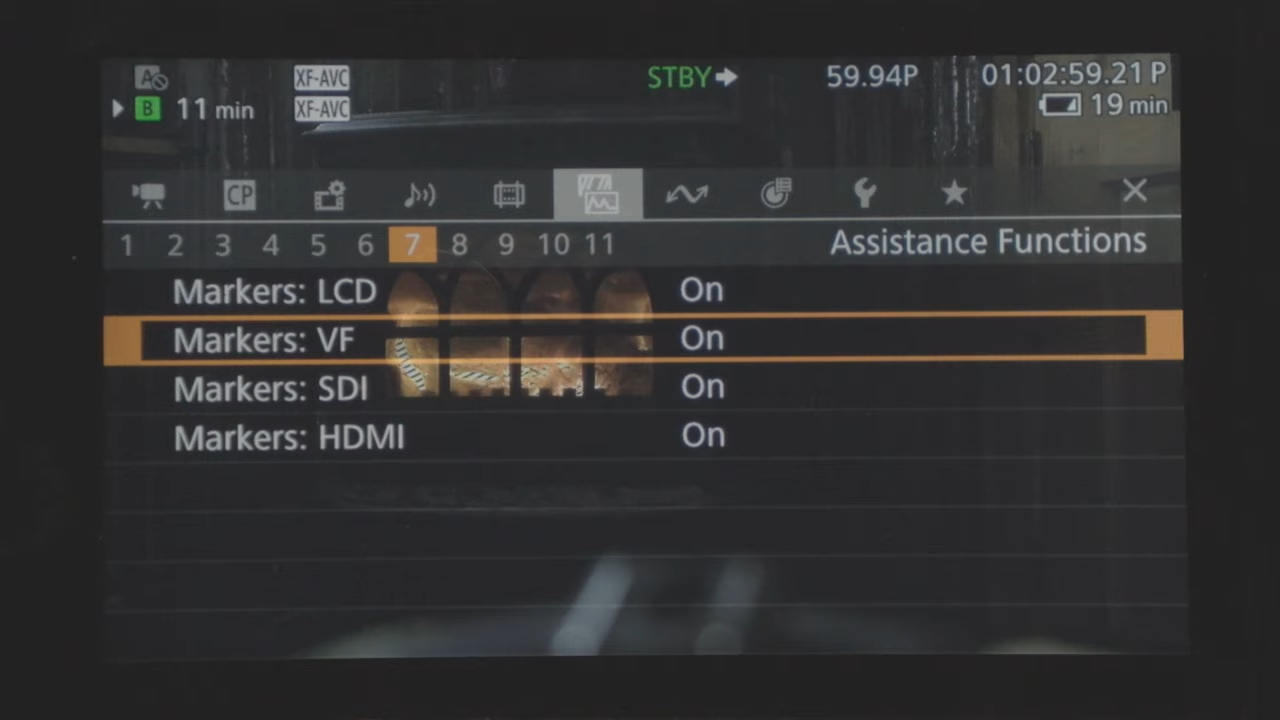 A XF-AVC STBY 59.94P 01:02:59.21 P
B 11 min XF-AVC 19 min
CP
1 2 3 4 5 6 7 8 9 10 11 Assistance Functions
Markers: LCD On
Markers: VF On
Markers: SDI On
Markers: HDMI On